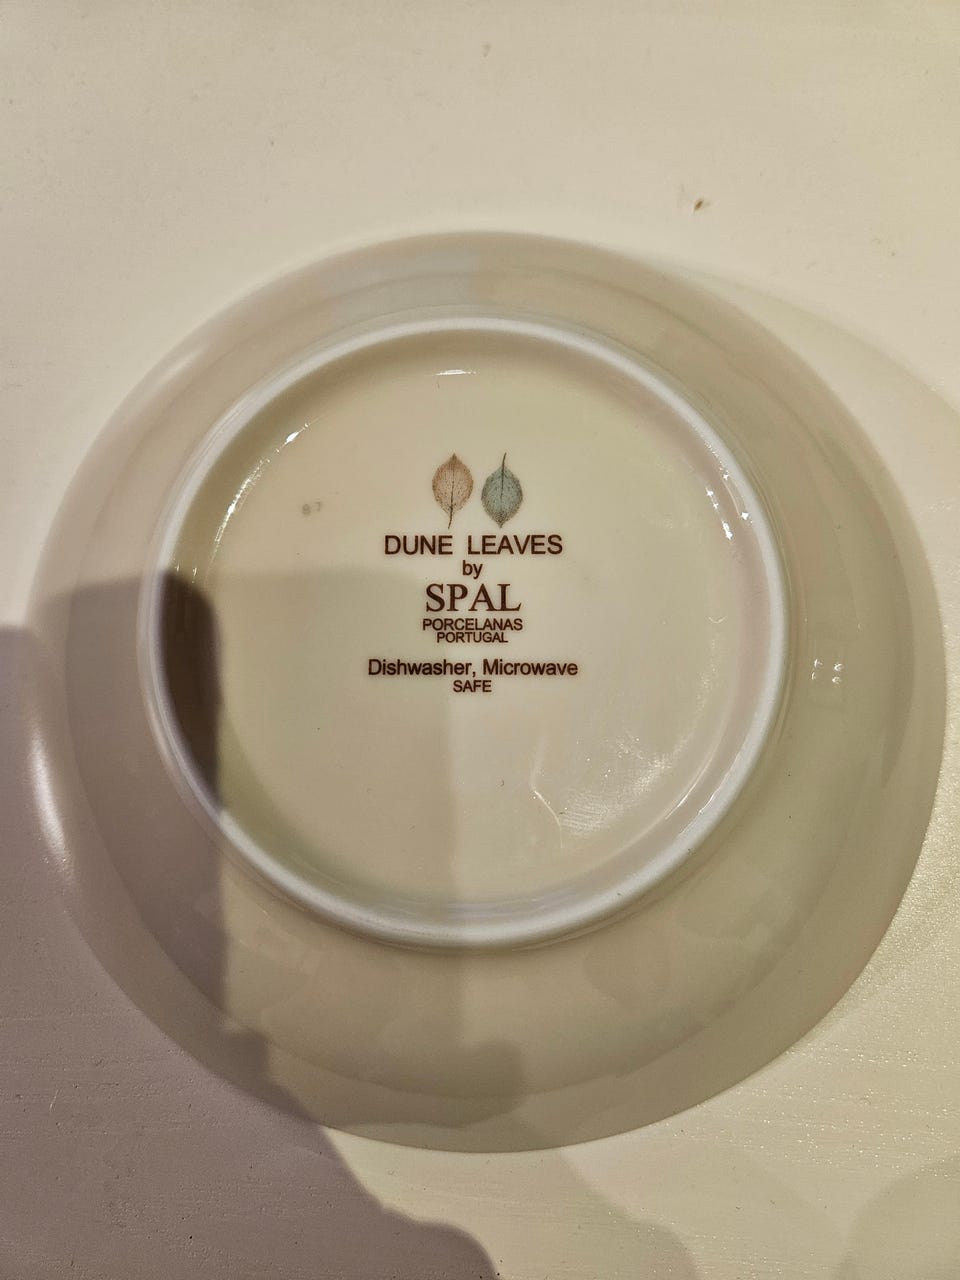 DUNE LEAVES
by
SPAL
PORCELANAS
PORTUGAL
Dishwasher, Microwave
SAFE